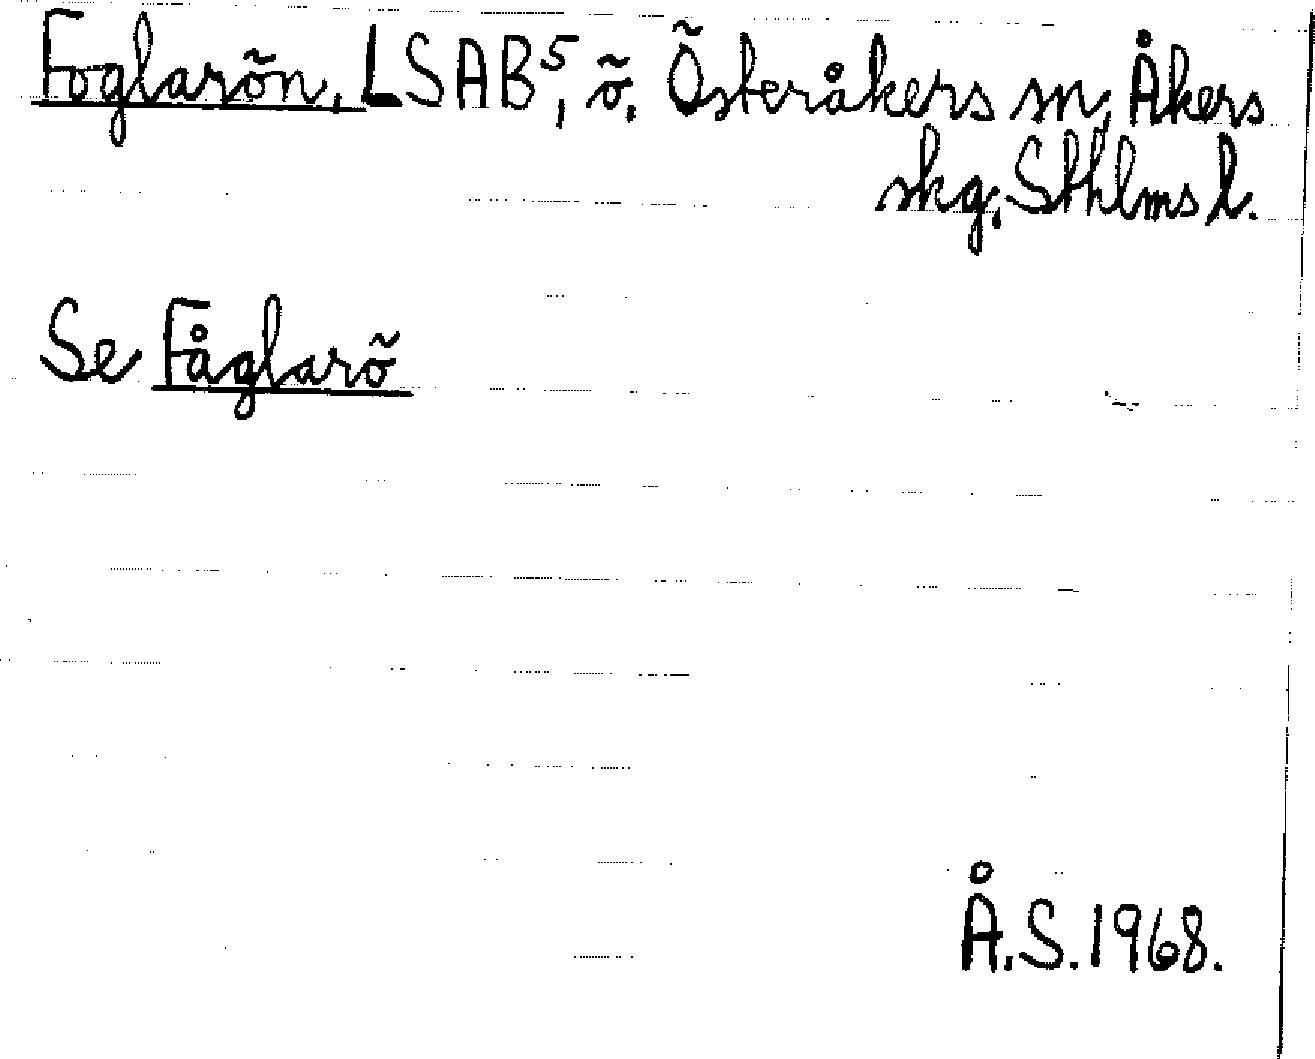 Foglarön, LSAB⁵, ö, Österåkers sn, Åkers
skg, Sthlms l.
Se Fåglarö
Å.S. 1968.